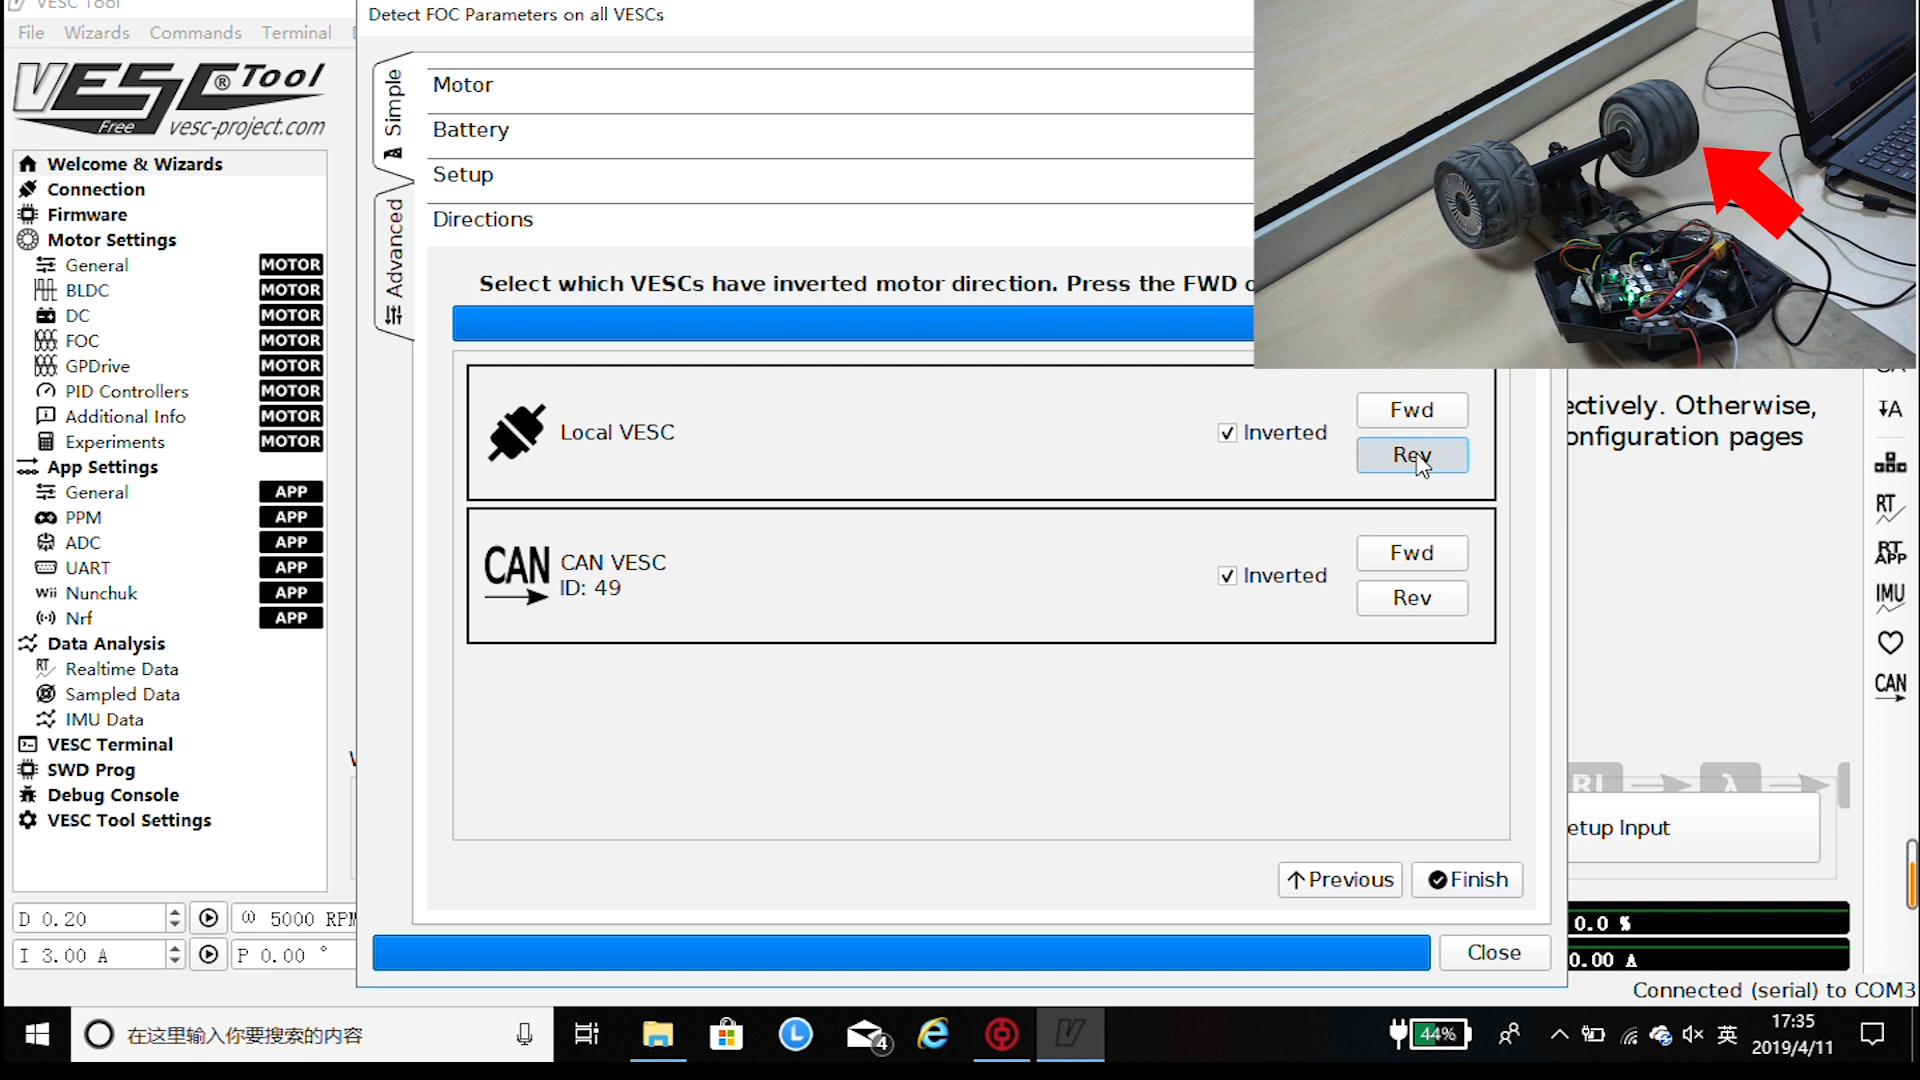 VESC Tool
Detect FOC Parameters on all VESCs
File Wizards Commands Terminal
VESC® Tool
Free vesc-project.com
Simple
Advanced
Motor
Battery
Setup
Directions
Welcome & Wizards
Connection
Firmware
Motor Settings
General MOTOR
BLDC MOTOR
DC MOTOR
FOC MOTOR
GPDrive MOTOR
PID Controllers MOTOR
Additional Info MOTOR
Experiments MOTOR
App Settings
General APP
PPM APP
ADC APP
UART APP
Wii Nunchuk APP
Nrf APP
Data Analysis
RT Realtime Data
Sampled Data
IMU Data
VESC Terminal
SWD Prog
Debug Console
VESC Tool Settings
D 0.20
ω 5000 RPM
I 3.00 A
P 0.00 °
Select which VESCs have inverted motor direction. Press the FWD
Local VESC
Inverted
Fwd
Rev
CAN
CAN VESC
ID: 49
Inverted
Fwd
Rev
Previous
Finish
Close
ectively. Otherwise,
onfiguration pages
A
RT
RT
APP
IMU
CAN
RL
λ
etup Input
0.0 %
0.00 A
Connected (serial) to COM3
在这里输入你要搜索的内容
4
44%
英
17:35
2019/4/11